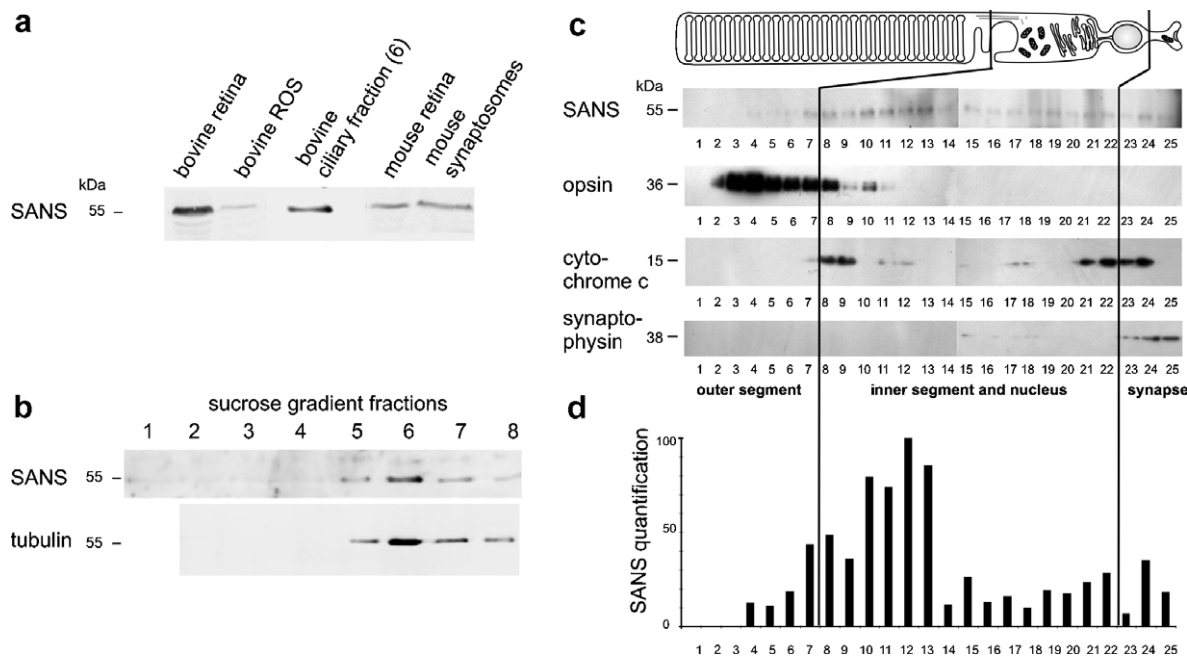 a
bovine retina
bovine ROS
bovine
ciliary fraction (6)
mouse retina
mouse
synaptosomes
kDa
SANS 55 –
b
sucrose gradient fractions
1 2 3 4 5 6 7 8
SANS 55 –
tubulin 55 –
c
kDa
SANS 55 –
1 2 3 4 5 6 7 8 9 10 11 12 13 14 15 16 17 18 19 20 21 22 23 24 25
opsin 36 –
1 2 3 4 5 6 7 8 9 10 11 12 13 14 15 16 17 18 19 20 21 22 23 24 25
cyto-
chrome c 15 –
1 2 3 4 5 6 7 8 9 10 11 12 13 14 15 16 17 18 19 20 21 22 23 24 25
synapto-
physin 38 –
1 2 3 4 5 6 7 8 9 10 11 12 13 14 15 16 17 18 19 20 21 22 23 24 25
outer segment inner segment and nucleus synapse
d
SANS quantification
100
50
0
1 2 3 4 5 6 7 8 9 10 11 12 13 14 15 16 17 18 19 20 21 22 23 24 25